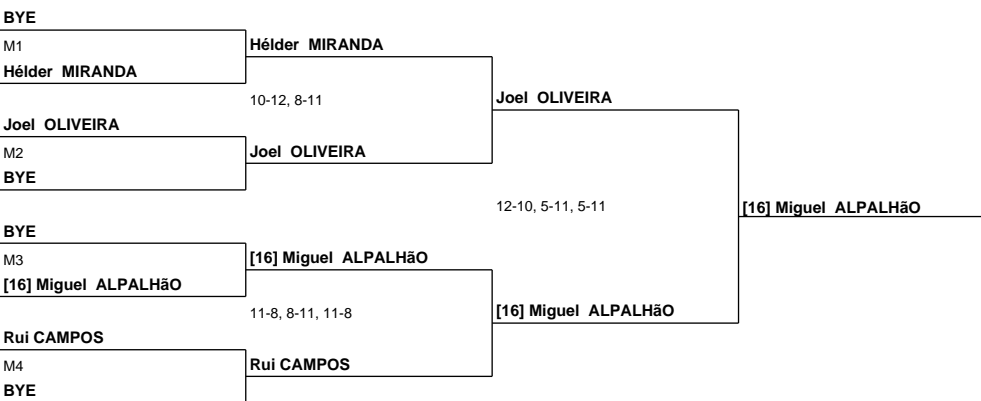 BYE
M1
Hélder MIRANDA
Hélder MIRANDA
10-12, 8-11
Joel OLIVEIRA
Joel OLIVEIRA
M2
Joel OLIVEIRA
BYE
12-10, 5-11, 5-11
[16] Miguel ALPALHãO
BYE
M3
[16] Miguel ALPALHãO
[16] Miguel ALPALHãO
11-8, 8-11, 11-8
[16] Miguel ALPALHãO
Rui CAMPOS
M4
Rui CAMPOS
BYE